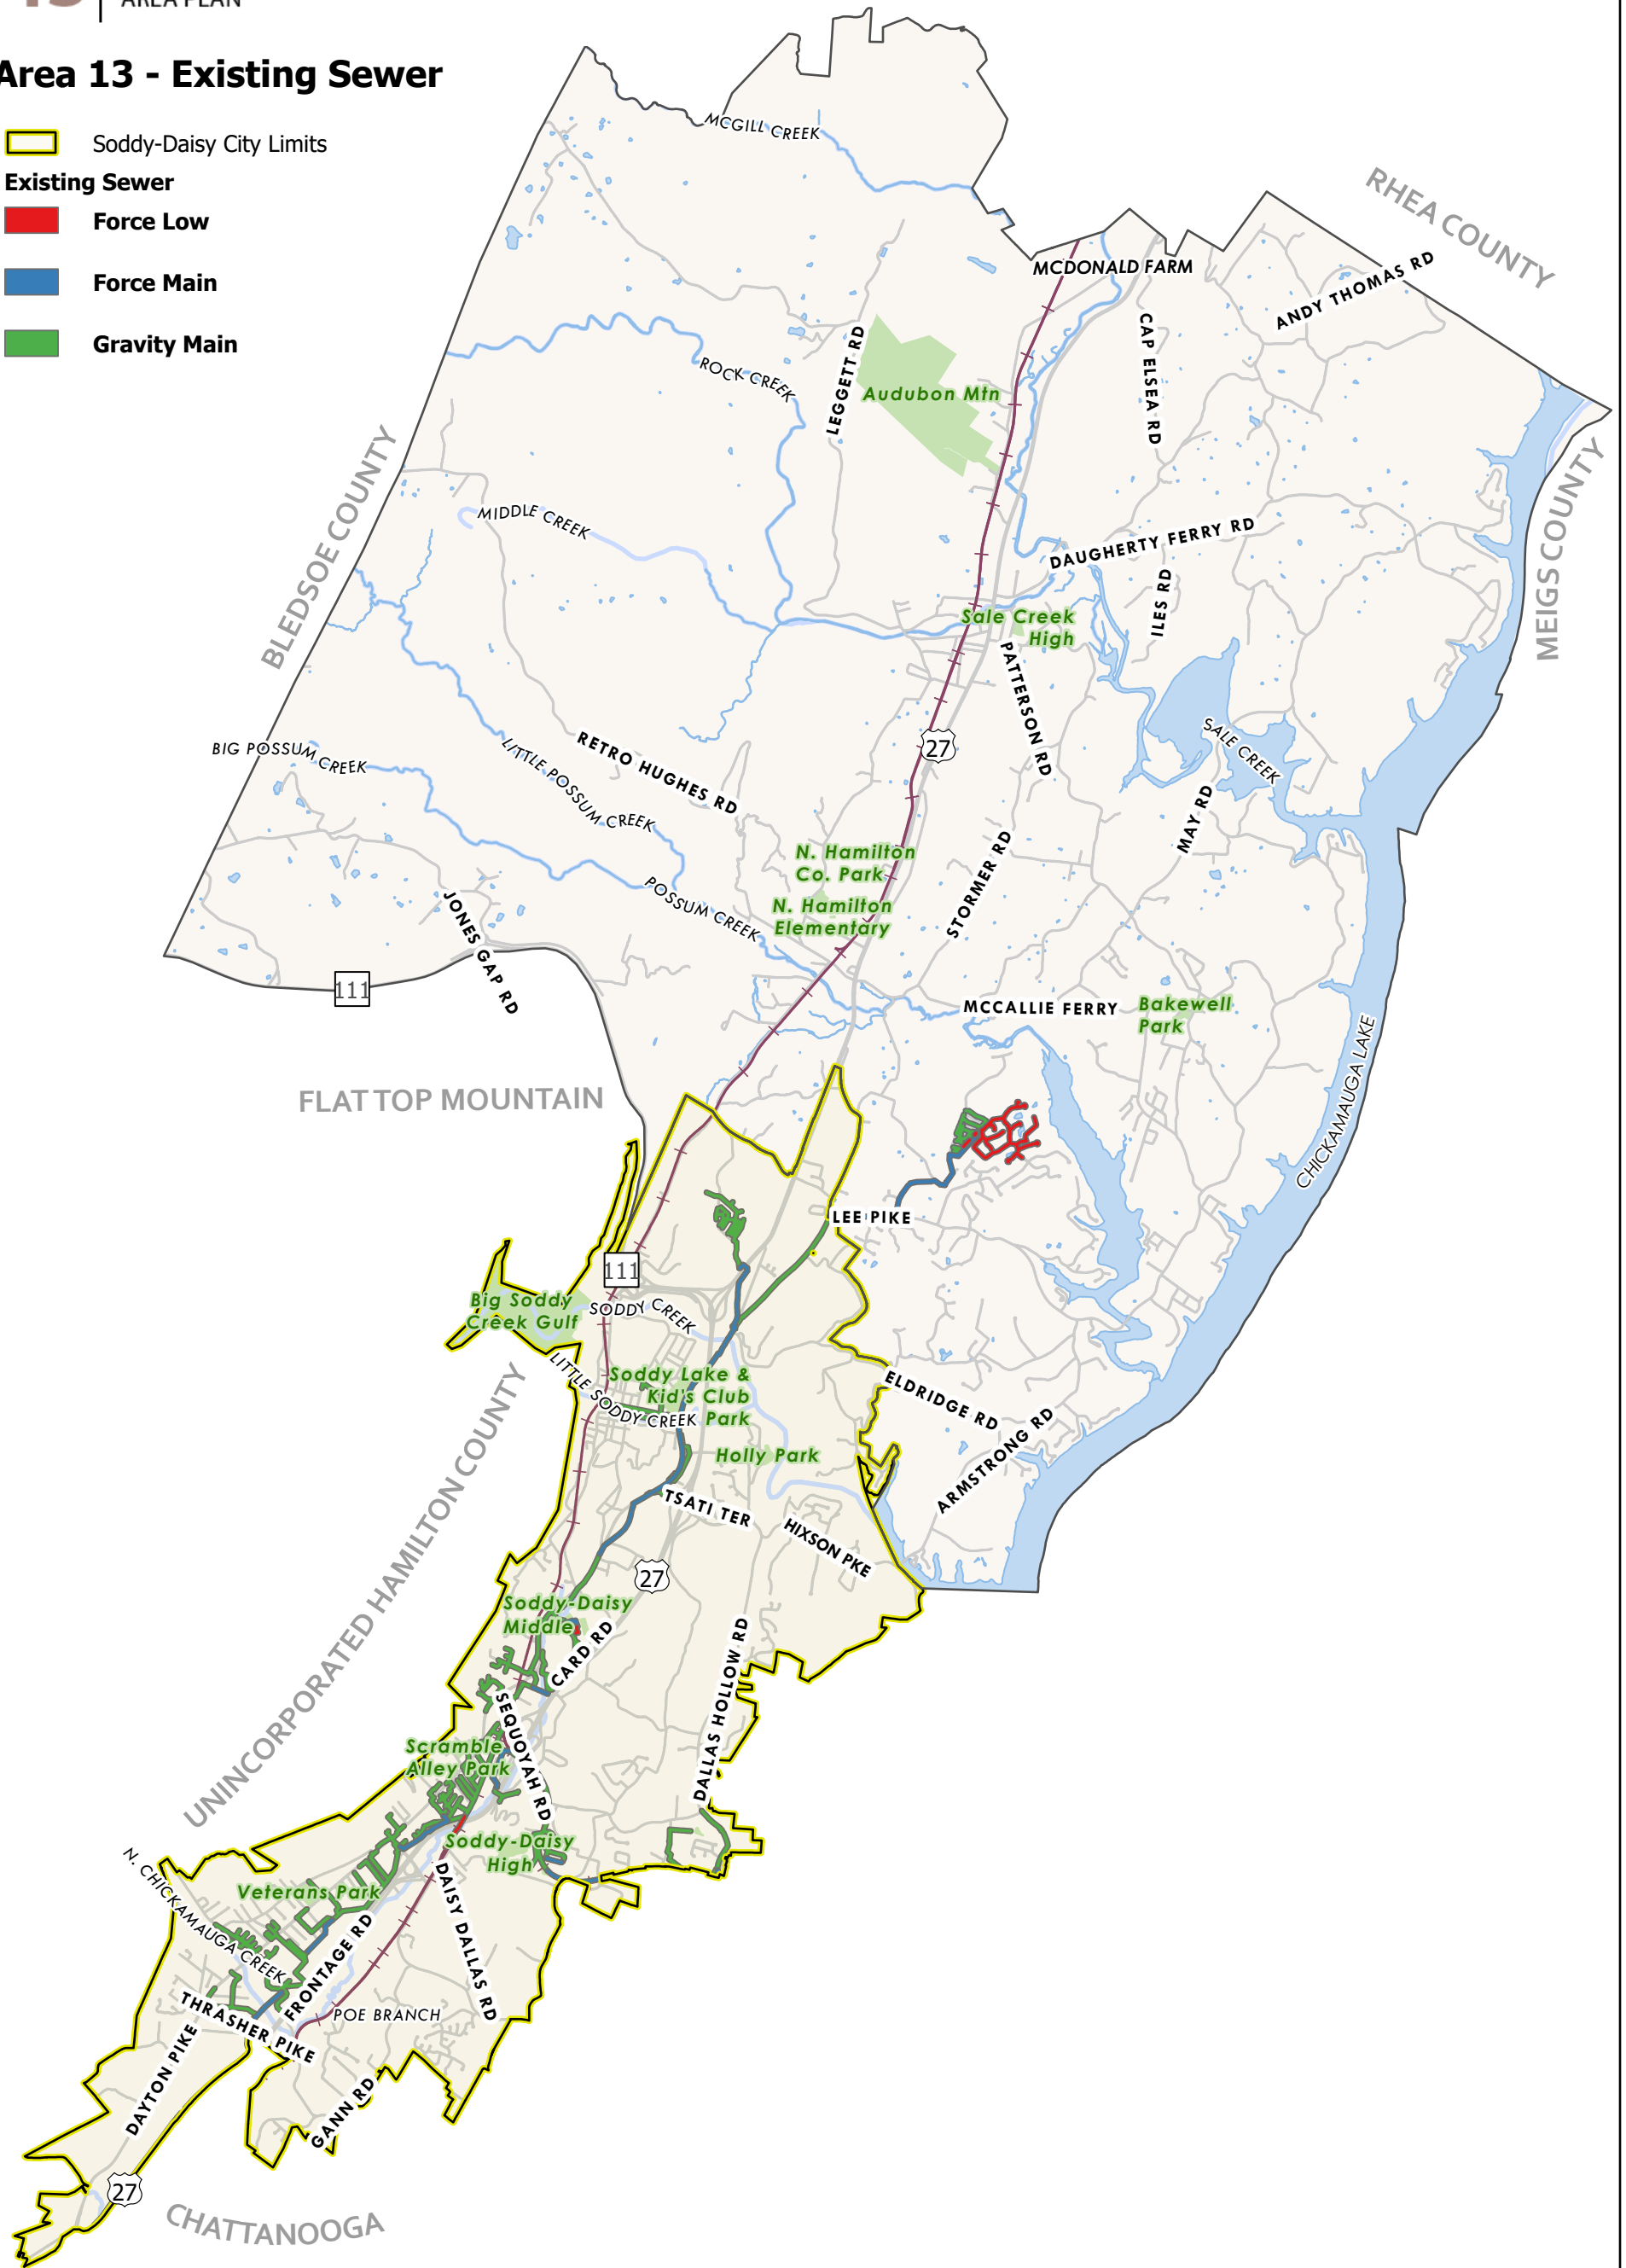 AREA PLAN
Area 13 - Existing Sewer
Soddy-Daisy City Limits
Existing Sewer
Force Low
Force Main
Gravity Main
MCGILL CREEK
RHEA COUNTY
MCDONALD FARM
ANDY THOMAS RD
CAP ELSEA RD
LEGGETT RD
ROCK CREEK
Audubon Mtn
BLEDSOE COUNTY
MEIGS COUNTY
MIDDLE CREEK
DAUGHERTY FERRY RD
ILES RD
Sale Creek
High
PATTERSON RD
SALE CREEK
27
BIG POSSUM CREEK
LITTLE POSSUM CREEK
RETRO HUGHES RD
MAY RD
STORMER RD
N. Hamilton
Co. Park
N. Hamilton
Elementary
POSSUM CREEK
JONES GAP RD
111
MCCALLIE FERRY
Bakewell
Park
CHICKAMAUGA LAKE
FLAT TOP MOUNTAIN
LEE PIKE
111
Big Soddy
Creek Gulf
SODDY CREEK
LITTLE SODDY CREEK
Soddy Lake &
Kid's Club
Park
ELDRIDGE RD
ARMSTRONG RD
Holly Park
TSATI TER
HIXSON PKE
27
UNINCORPORATED HAMILTON COUNTY
Soddy-Daisy
Middle
CARD RD
DALLAS HOLLOW RD
SEQUOYAH RD
Scramble
Alley Park
Soddy-Daisy
High
N. CHICKAMAUGA CREEK
Veterans Park
DAISY DALLAS RD
FRONTAGE RD
POE BRANCH
THRASHER PIKE
DAYTON PIKE
GANN RD
27
CHATTANOOGA